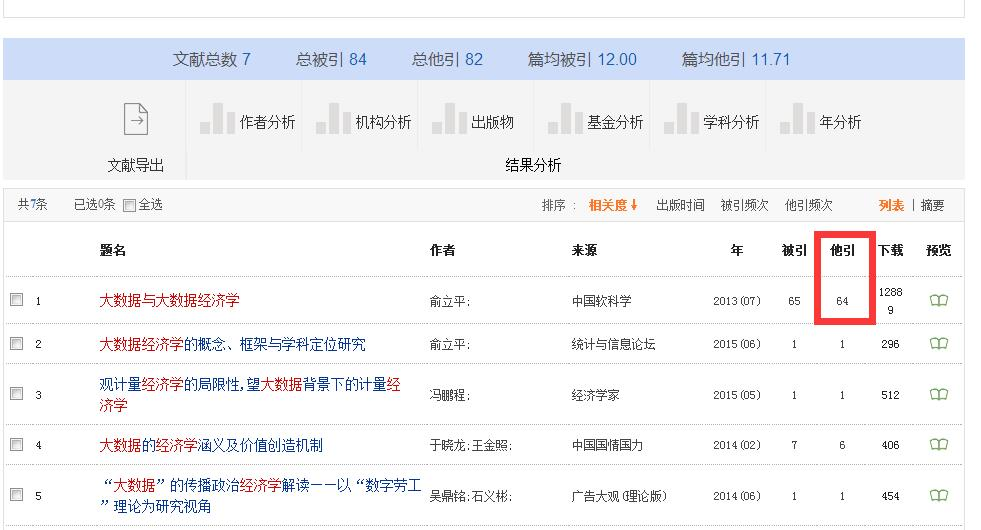 文献总数 7 总被引 84 总他引 82 篇均被引 12.00 篇均他引 11.71
作者分析 机构分析 出版物 基金分析 学科分析 年分析
文献导出 结果分析
共7条 已选0条 全选 排序 : 相关度 出版时间 被引频次 他引频次 列表 | 摘要
题名 作者 来源 年 被引 他引 下载 预览
1 大数据与大数据经济学 俞立平; 中国软科学 2013(07) 65 64 1288
9
2 大数据经济学的概念、框架与学科定位研究 俞立平; 统计与信息论坛 2015(06) 1 1 296
3 观计量经济学的局限性,望大数据背景下的计量经
济学 冯鹏程; 经济学家 2015(05) 1 1 512
4 大数据的经济学涵义及价值创造机制 于晓龙;王金照; 中国国情国力 2014(02) 7 6 406
5 “大数据”的传播政治经济学解读——以“数字劳工
”理论为研究视角 吴鼎铭;石义彬; 广告大观(理论版) 2014(06) 1 1 454